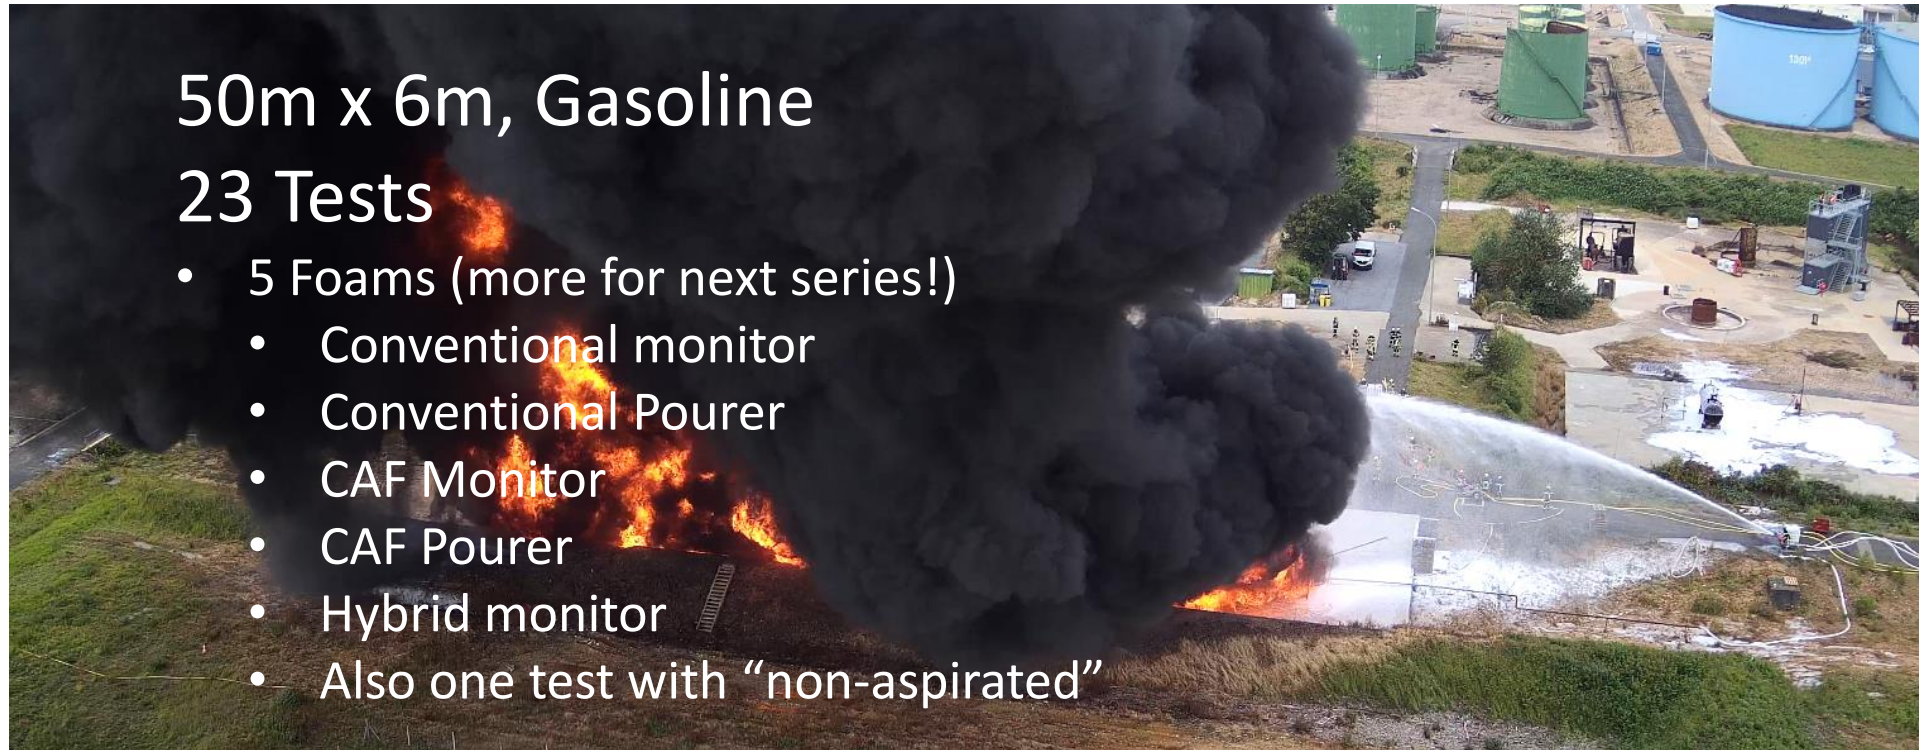 50m x 6m, Gasoline
23 Tests
• 5 Foams (more for next series!)
• Conventional monitor
• Conventional Pourer
• CAF Monitor
• CAF Pourer
• Hybrid monitor
• Also one test with “non-aspirated”